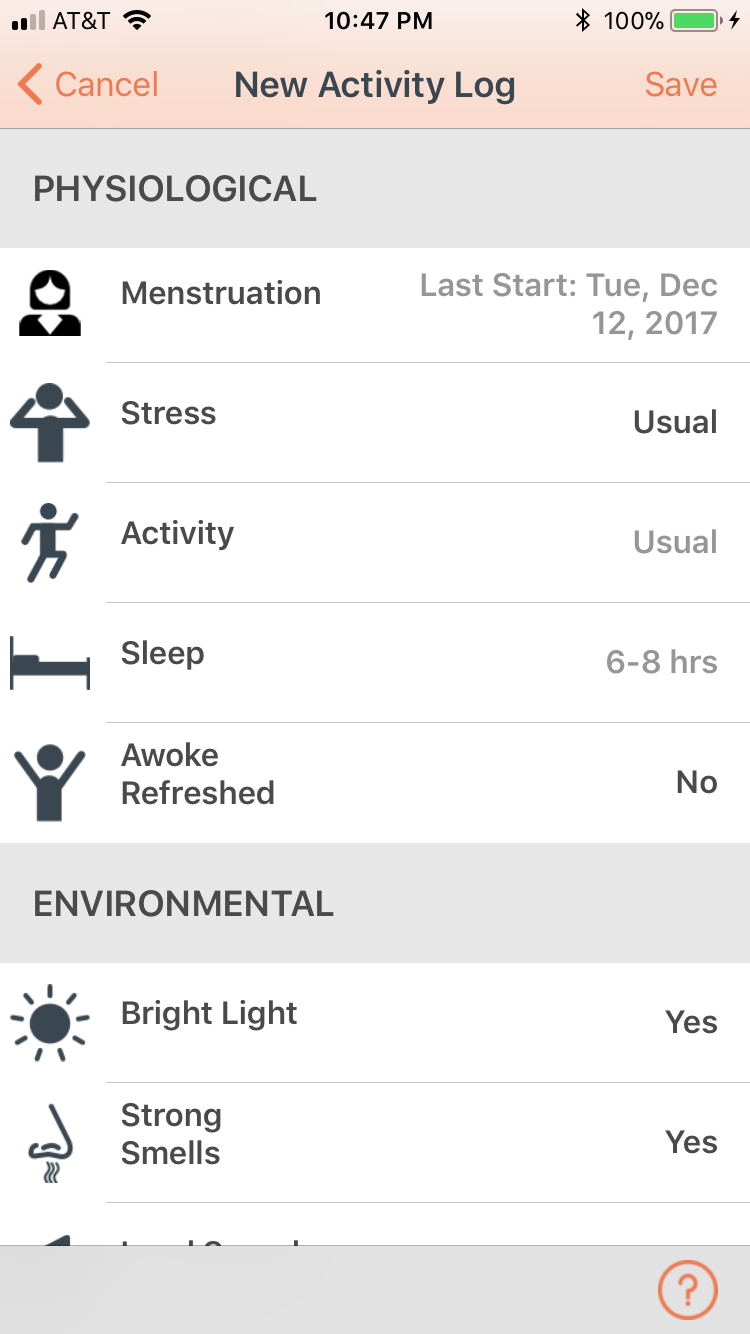 AT&T 10:47 PM 100%
Cancel New Activity Log Save
PHYSIOLOGICAL
Menstruation Last Start: Tue, Dec
12, 2017
Stress Usual
Activity Usual
Sleep 6-8 hrs
Awoke
Refreshed No
ENVIRONMENTAL
Bright Light Yes
Strong
Smells Yes
?